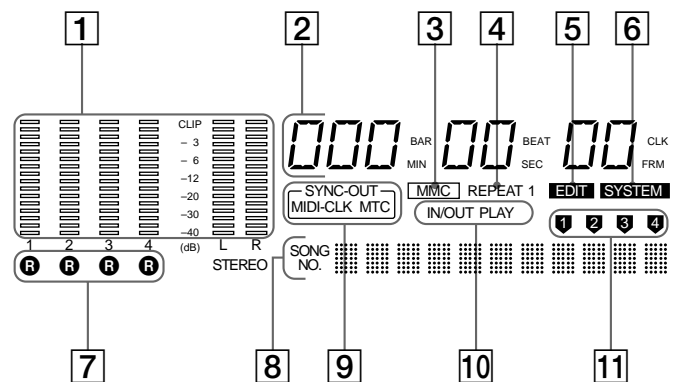 1 2 3 4 5 6
CLIP
– 3
– 6
–12
–20
–30
–40
(dB)
1 2 3 4
L R
STEREO
R R R R
000 BAR MIN 00 BEAT SEC 00 CLK FRM
SYNC-OUT
MIDI-CLK MTC
MMC REPEAT 1 EDIT SYSTEM
IN/OUT PLAY
1 2 3 4
SONG
NO.
7 8 9 10 11